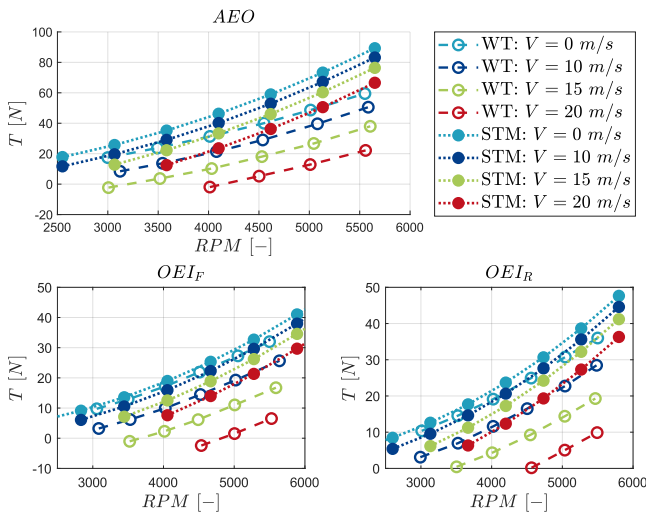 AEO
100
80
60
40
20
0
-20
T [N]
2500 3000 3500 4000 4500 5000 5500 6000
RPM [−]
WT: V = 0 m/s
WT: V = 10 m/s
WT: V = 15 m/s
WT: V = 20 m/s
STM: V = 0 m/s
STM: V = 10 m/s
STM: V = 15 m/s
STM: V = 20 m/s
OEI_F
50
40
30
20
10
0
-10
T [N]
3000 4000 5000 6000
RPM [−]
OEI_R
50
40
30
20
10
0
T [N]
3000 4000 5000 6000
RPM [−]